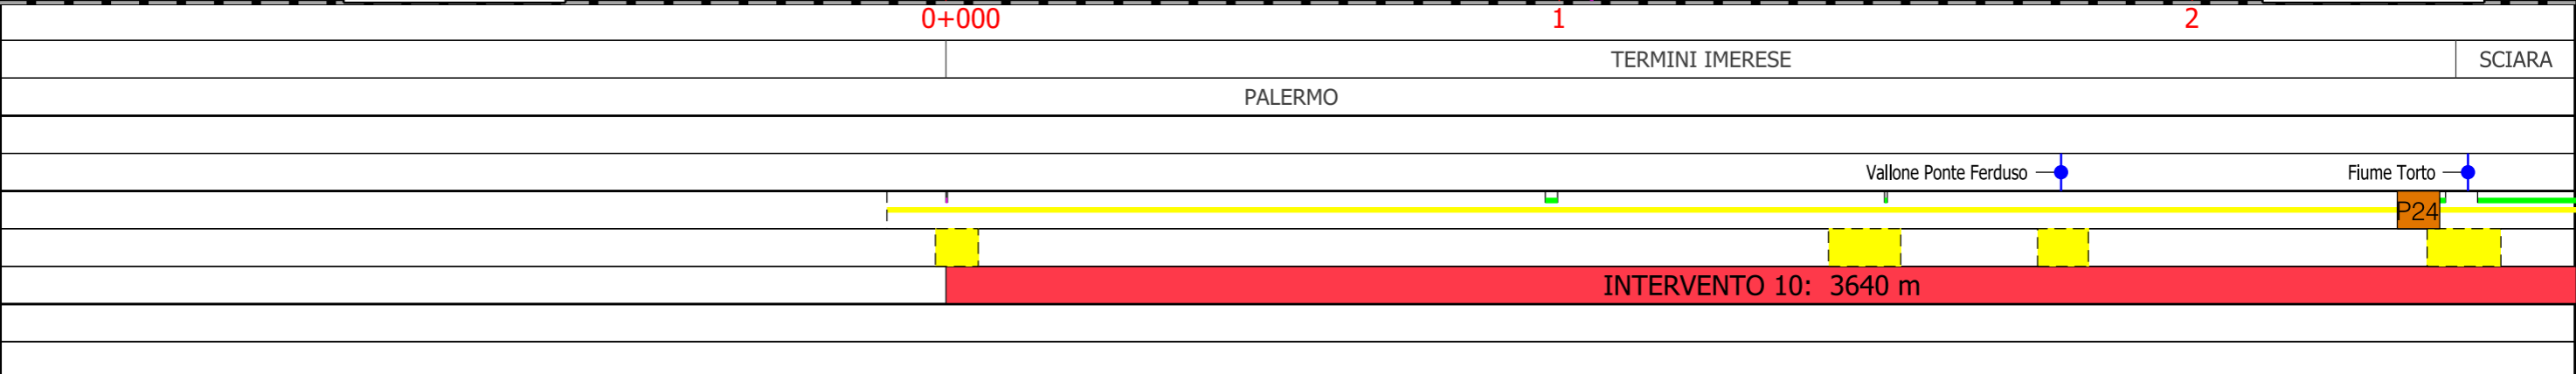 0+000 1 2
TERMINI IMERESE SCIARA
PALERMO
Vallone Ponte Ferduso Fiume Torto
P24
INTERVENTO 10: 3640 m